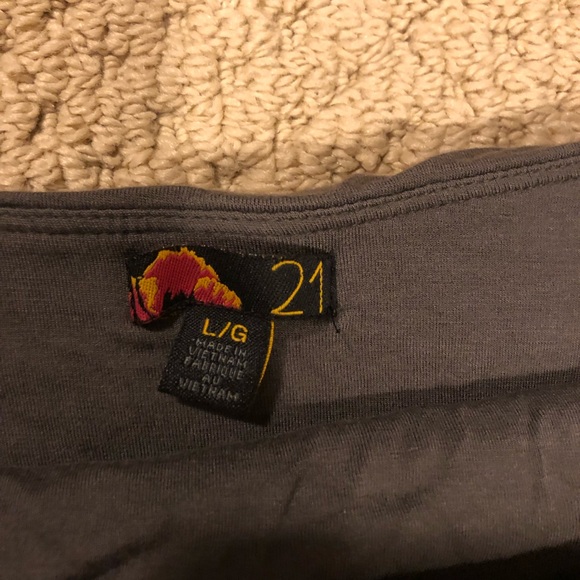 21
L/G
MADE IN
VIETNAM
FABRIQUE
AU
VIETNAM